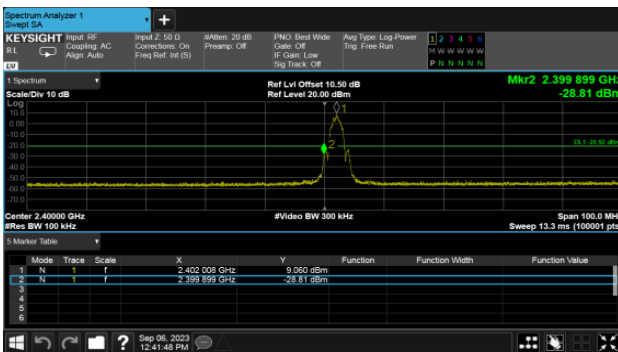 Spectrum Analyzer 1
Swept SA
+
KEYSIGHT Input: RF Input Z: 50 Ω #Atten: 20 dB PNO: Best Wide Avg Type: Log-Power 1 2 3 4 5 6
RL Coupling: AC Corrections: On Preamp: Off Gate: Off Trig: Free Run M W W W W W
Align: Auto Freq Ref: Int (S) IF Gain: Low P N N N N N
LXI Sig Track: Off
1 Spectrum Ref Lvl Offset 10.50 dB Mkr2 2.399 899 GHz
Scale/Div 10 dB Ref Level 20.00 dBm -28.81 dBm
Log
10.0
0.00
-10.0
-20.0
-30.0
-40.0
-50.0
-60.0
-70.0
1
2
Center 2.40000 GHz #Video BW 300 kHz Span 100.0 MH
#Res BW 100 kHz Sweep 13.3 ms (100001 pts
5 Marker Table
Mode Trace Scale X Y Function Function Width Function Value
1 N 1 f 2.402 008 GHz 9.060 dBm
2 N 1 f 2.399 899 GHz -28.81 dBm
3
4
5
6
? Sep 06, 2023
12:41:48 PM